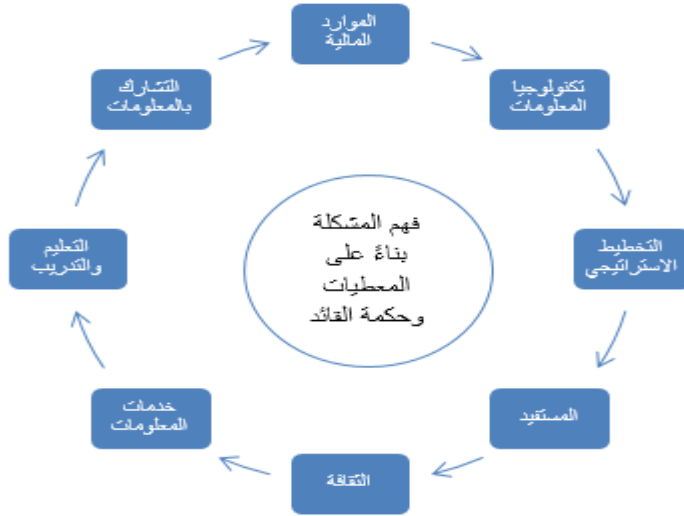 الموارد
المالية
تكنولوجيا
المعلومات
التخطيط
الاستراتيجي
المستفيد
الثقافة
خدمات
المعلومات
التعليم
والتدريب
التشارك
بالمعلومات
فهم المشكلة
بناءً على
المعطيات
وحكمة القائد